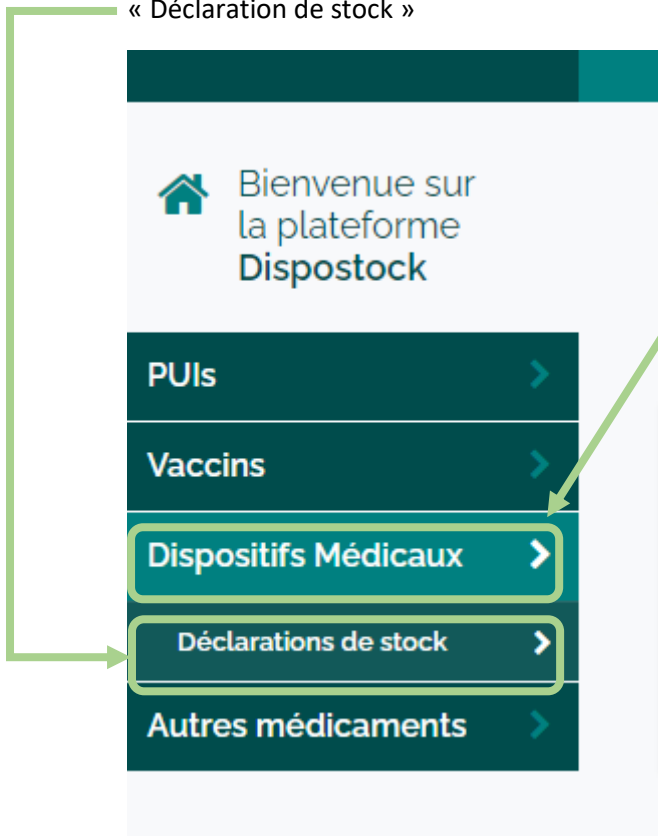 « Déclaration de stock »
Bienvenue sur
la plateforme
Dispostock
PUIs
Vaccins
Dispositifs Médicaux
Déclarations de stock
Autres médicaments